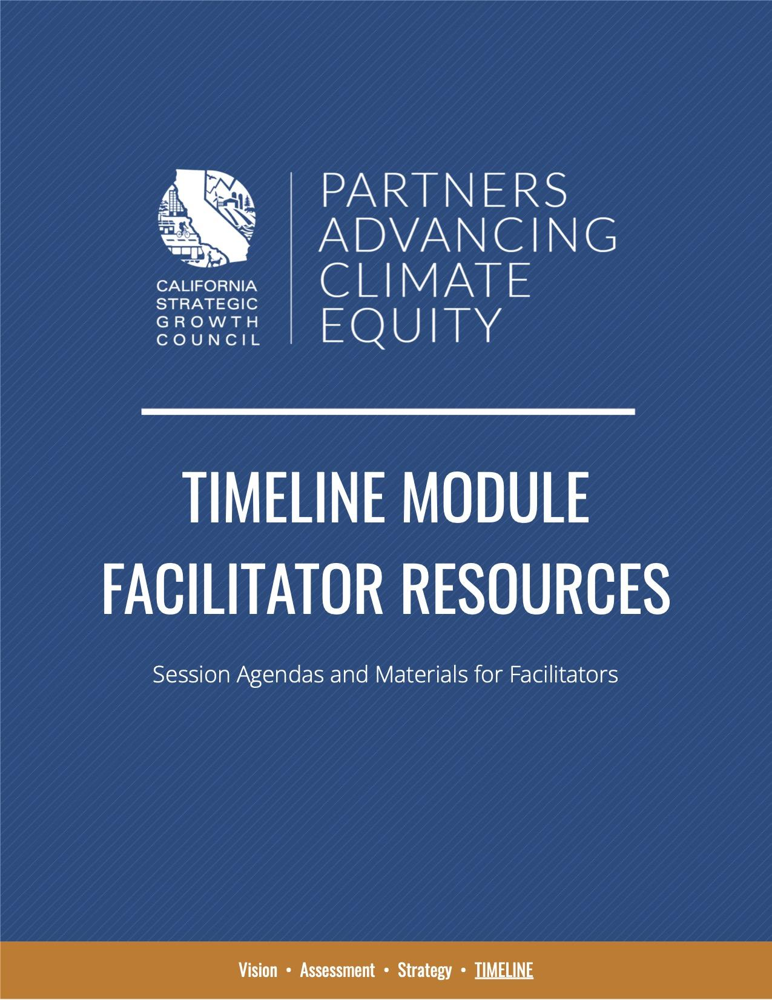 CALIFORNIA
STRATEGIC
GROWTH
COUNCIL
PARTNERS
ADVANCING
CLIMATE
EQUITY
TIMELINE MODULE
FACILITATOR RESOURCES
Session Agendas and Materials for Facilitators
Vision • Assessment • Strategy • TIMELINE